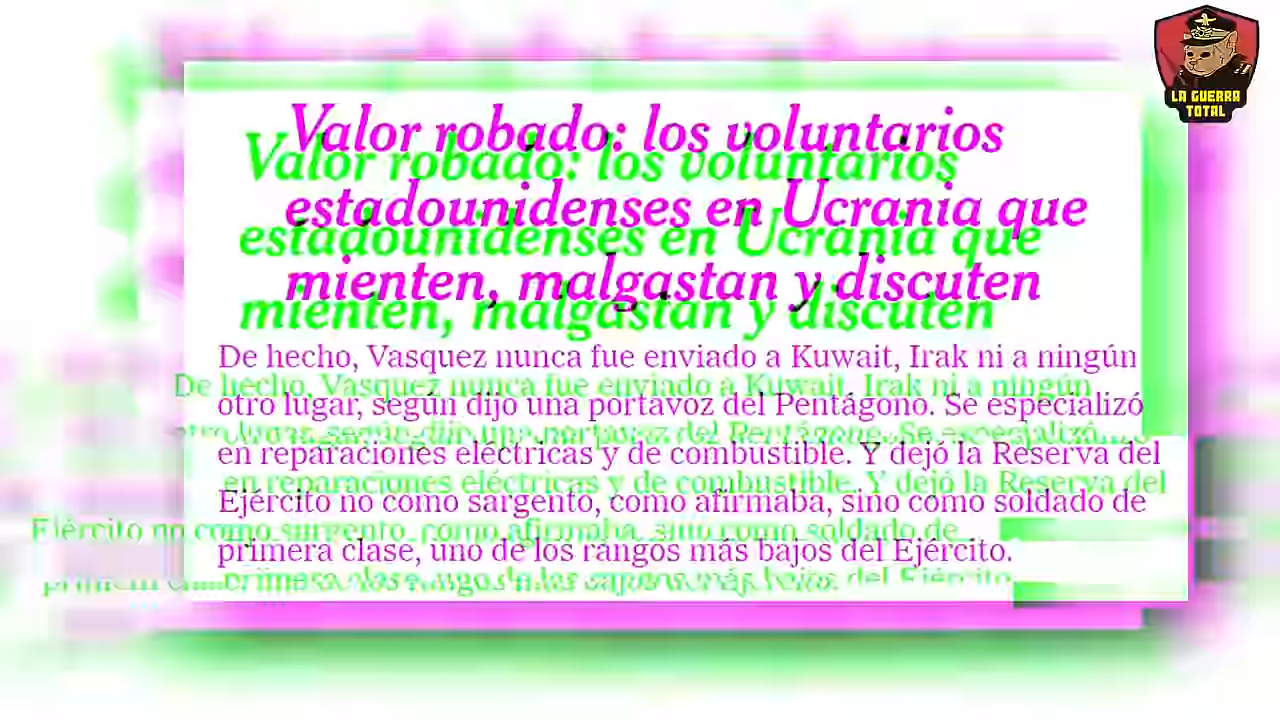 LA GUERRA
TOTAL
Valor robado: los voluntarios
estadounidenses en Ucrania que
mienten, malgastan y discuten
De hecho, Vasquez nunca fue enviado a Kuwait, Irak ni a ningún
otro lugar, según dijo una portavoz del Pentágono. Se especializó
en reparaciones eléctricas y de combustible. Y dejó la Reserva del
Ejército no como sargento, como afirmaba, sino como soldado de
primera clase, uno de los rangos más bajos del Ejército.